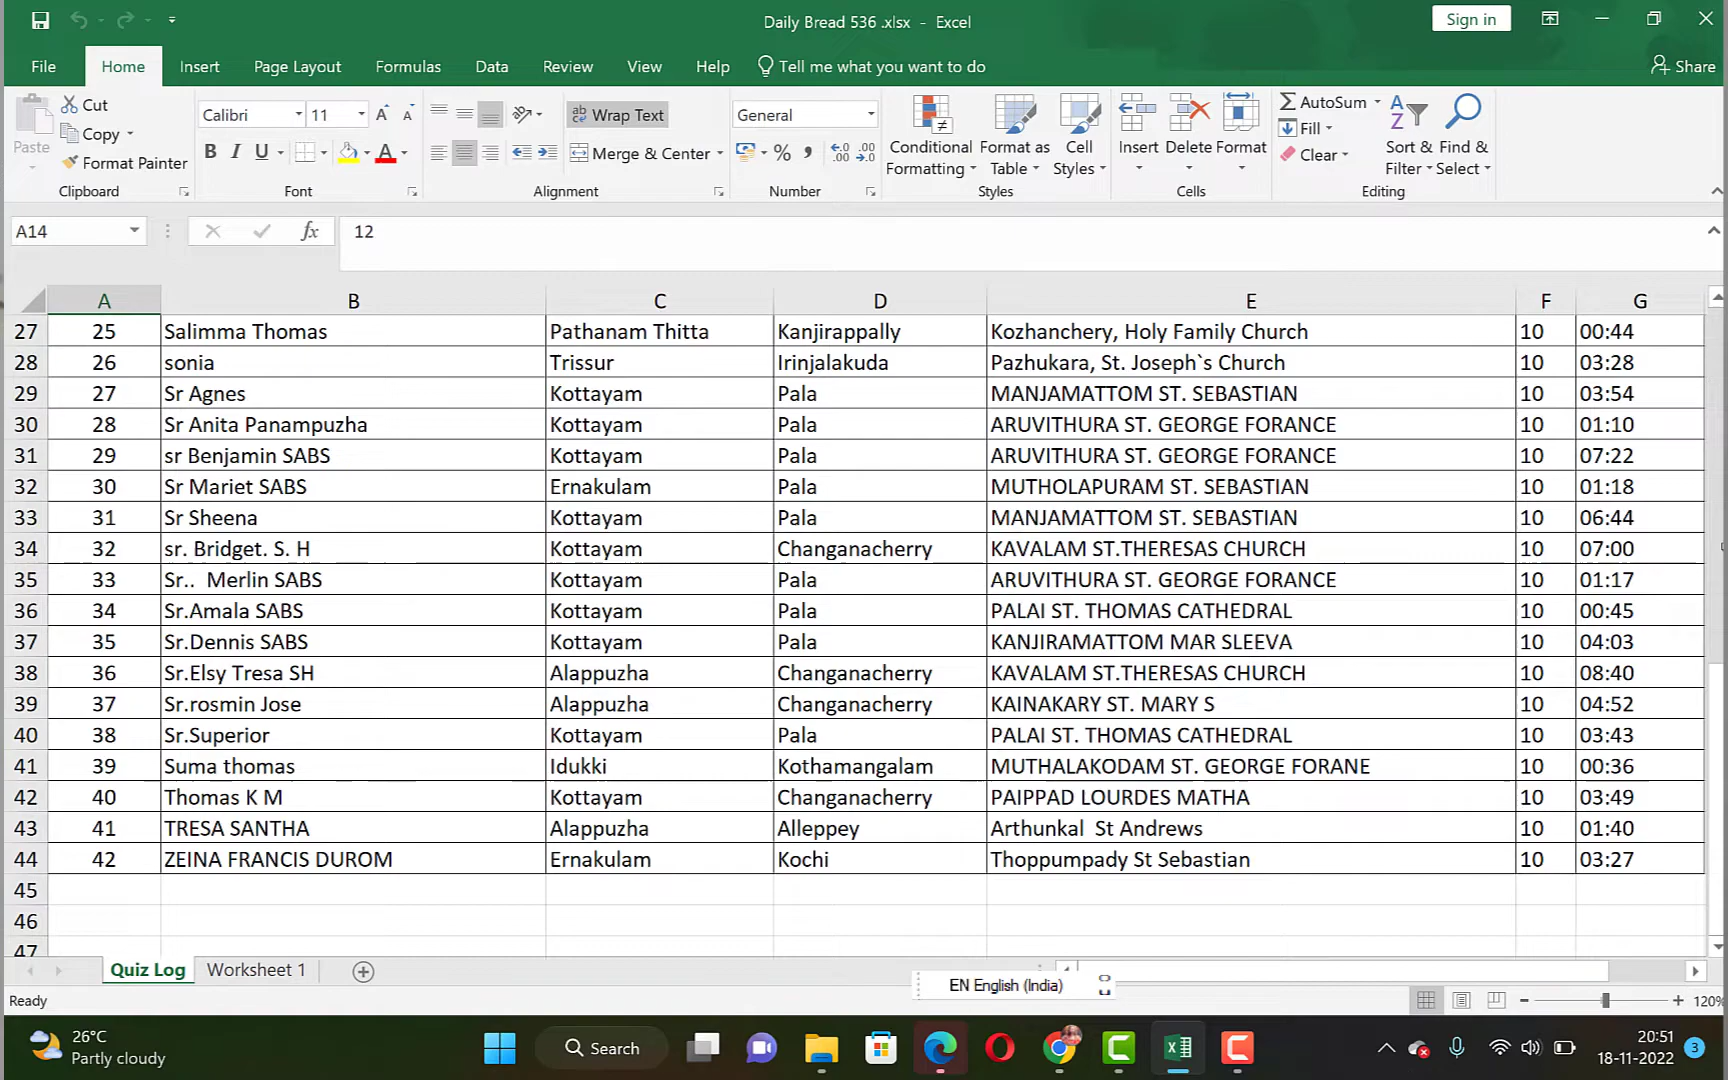 Daily Bread 536 .xlsx - Excel
Sign in
File Home Insert Page Layout Formulas Data Review View Help Tell me what you want to do Share
Paste
Cut
Copy
Format Painter
Clipboard
Calibri 11 A A
B I U A
Font
ab Wrap Text
Merge & Center
Alignment
General
% , .0 .00 .00 .0
Number
Conditional Formatting
Format as Table
Cell Styles
Styles
Insert Delete Format
Cells
AutoSum
Fill
Clear
Sort & Filter
Find & Select
Editing
A14 fx 12
A B C D E F G
27 25 Salimma Thomas Pathanam Thitta Kanjirappally Kozhanchery, Holy Family Church 10 00:44
28 26 sonia Trissur Irinjalakuda Pazhukara, St. Joseph`s Church 10 03:28
29 27 Sr Agnes Kottayam Pala MANJAMATTOM ST. SEBASTIAN 10 03:54
30 28 Sr Anita Panampuzha Kottayam Pala ARUVITHURA ST. GEORGE FORANCE 10 01:10
31 29 sr Benjamin SABS Kottayam Pala ARUVITHURA ST. GEORGE FORANCE 10 07:22
32 30 Sr Mariet SABS Ernakulam Pala MUTHOLAPURAM ST. SEBASTIAN 10 01:18
33 31 Sr Sheena Kottayam Pala MANJAMATTOM ST. SEBASTIAN 10 06:44
34 32 sr. Bridget. S. H Kottayam Changanacherry KAVALAM ST.THERESAS CHURCH 10 07:00
35 33 Sr..  Merlin SABS Kottayam Pala ARUVITHURA ST. GEORGE FORANCE 10 01:17
36 34 Sr.Amala SABS Kottayam Pala PALAI ST. THOMAS CATHEDRAL 10 00:45
37 35 Sr.Dennis SABS Kottayam Pala KANJIRAMATTOM MAR SLEEVA 10 04:03
38 36 Sr.Elsy Tresa SH Alappuzha Changanacherry KAVALAM ST.THERESAS CHURCH 10 08:40
39 37 Sr.rosmin Jose Alappuzha Changanacherry KAINAKARY ST. MARY S 10 04:52
40 38 Sr.Superior Kottayam Pala PALAI ST. THOMAS CATHEDRAL 10 03:43
41 39 Suma thomas Idukki Kothamangalam MUTHALAKODAM ST. GEORGE FORANE 10 00:36
42 40 Thomas K M Kottayam Changanacherry PAIPPAD LOURDES MATHA 10 03:49
43 41 TRESA SANTHA Alappuzha Alleppey Arthunkal  St Andrews 10 01:40
44 42 ZEINA FRANCIS DUROM Ernakulam Kochi Thoppumpady St Sebastian 10 03:27
45
46
47
Quiz Log Worksheet 1
EN English (India)
Ready 120%
26°C
Partly cloudy
Search
20:51
18-11-2022 3